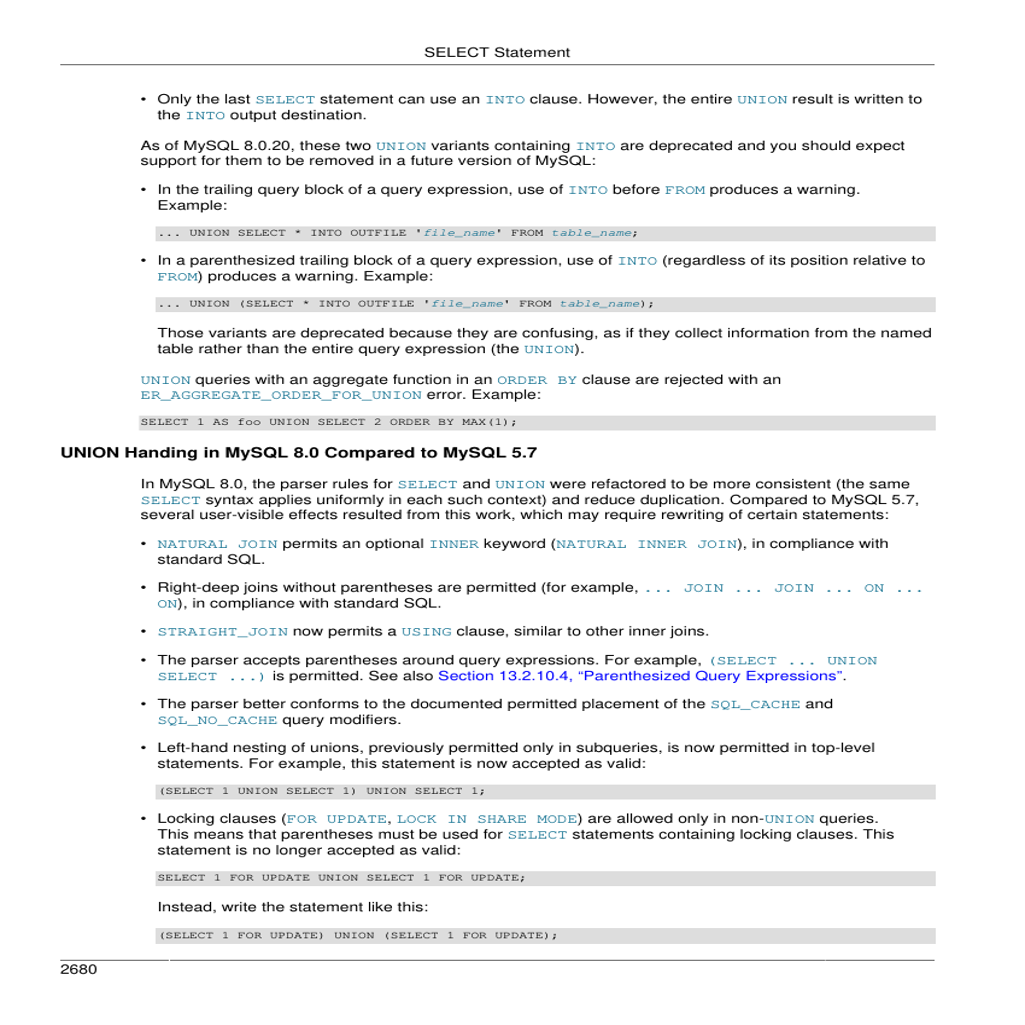 SELECT Statement
• Only the last SELECT statement can use an INTO clause. However, the entire UNION result is written to
the INTO output destination.
As of MySQL 8.0.20, these two UNION variants containing INTO are deprecated and you should expect
support for them to be removed in a future version of MySQL:
• In the trailing query block of a query expression, use of INTO before FROM produces a warning.
Example:
... UNION SELECT * INTO OUTFILE 'file_name' FROM table_name;
• In a parenthesized trailing block of a query expression, use of INTO (regardless of its position relative to
FROM) produces a warning. Example:
... UNION (SELECT * INTO OUTFILE 'file_name' FROM table_name);
Those variants are deprecated because they are confusing, as if they collect information from the named
table rather than the entire query expression (the UNION).
UNION queries with an aggregate function in an ORDER BY clause are rejected with an
ER_AGGREGATE_ORDER_FOR_UNION error. Example:
SELECT 1 AS foo UNION SELECT 2 ORDER BY MAX(1);
UNION Handing in MySQL 8.0 Compared to MySQL 5.7
In MySQL 8.0, the parser rules for SELECT and UNION were refactored to be more consistent (the same
SELECT syntax applies uniformly in each such context) and reduce duplication. Compared to MySQL 5.7,
several user-visible effects resulted from this work, which may require rewriting of certain statements:
• NATURAL JOIN permits an optional INNER keyword (NATURAL INNER JOIN), in compliance with
standard SQL.
• Right-deep joins without parentheses are permitted (for example, ... JOIN ... JOIN ... ON ...
ON), in compliance with standard SQL.
• STRAIGHT_JOIN now permits a USING clause, similar to other inner joins.
• The parser accepts parentheses around query expressions. For example, (SELECT ... UNION
SELECT ...) is permitted. See also Section 13.2.10.4, “Parenthesized Query Expressions”.
• The parser better conforms to the documented permitted placement of the SQL_CACHE and
SQL_NO_CACHE query modifiers.
• Left-hand nesting of unions, previously permitted only in subqueries, is now permitted in top-level
statements. For example, this statement is now accepted as valid:
(SELECT 1 UNION SELECT 1) UNION SELECT 1;
• Locking clauses (FOR UPDATE, LOCK IN SHARE MODE) are allowed only in non-UNION queries.
This means that parentheses must be used for SELECT statements containing locking clauses. This
statement is no longer accepted as valid:
SELECT 1 FOR UPDATE UNION SELECT 1 FOR UPDATE;
Instead, write the statement like this:
(SELECT 1 FOR UPDATE) UNION (SELECT 1 FOR UPDATE);
2680